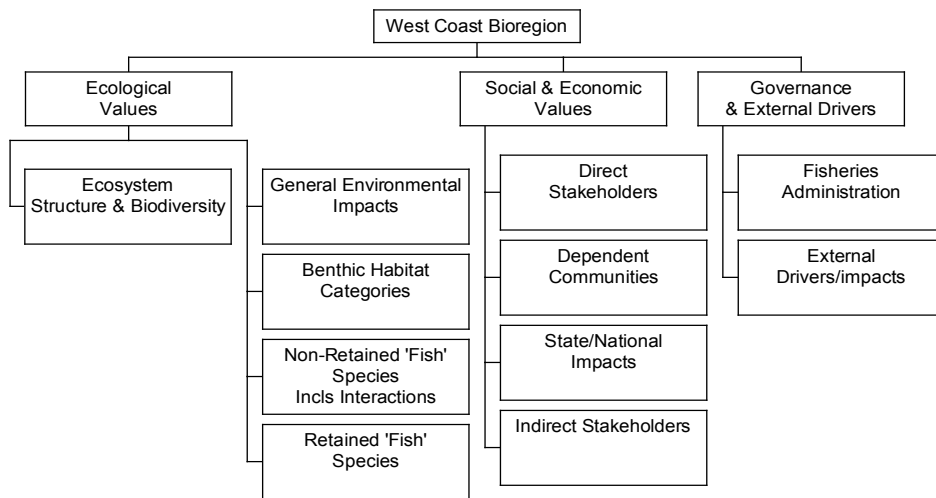 West Coast Bioregion
Ecological
Values
Social & Economic
Values
Governance
& External Drivers
Ecosystem
Structure & Biodiversity
General Environmental
Impacts
Benthic Habitat
Categories
Non-Retained 'Fish'
Species
Incls Interactions
Retained 'Fish'
Species
Direct
Stakeholders
Dependent
Communities
State/National
Impacts
Indirect Stakeholders
Fisheries
Administration
External
Drivers/impacts